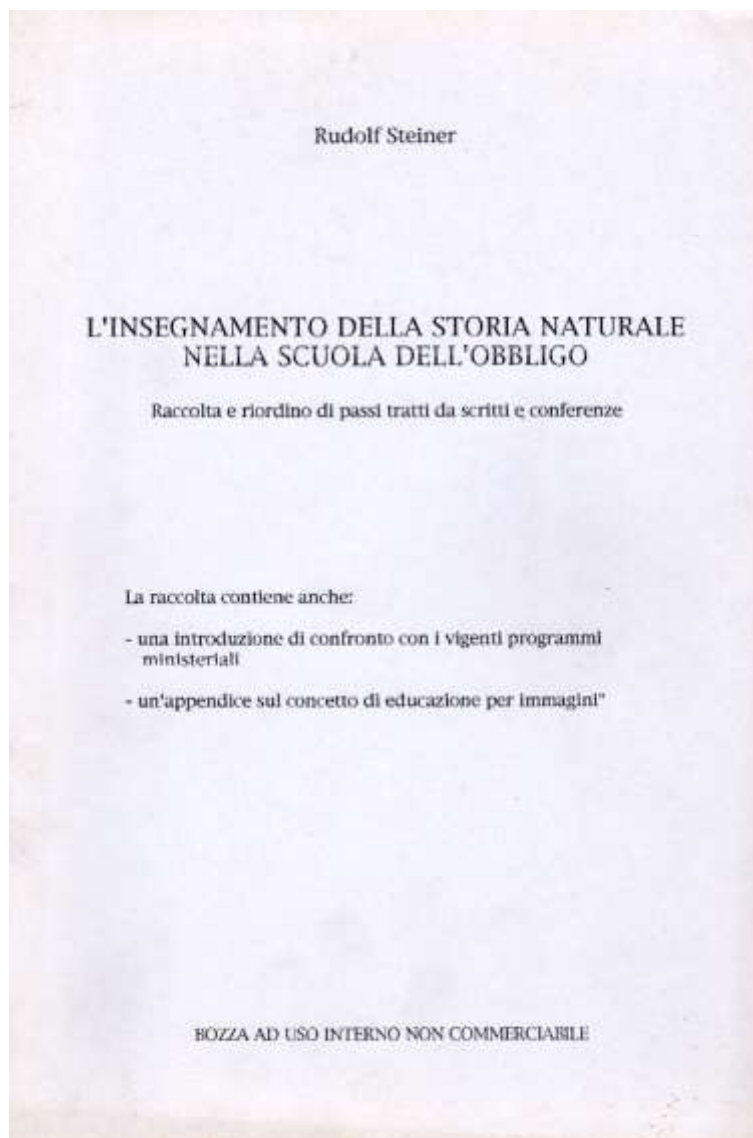 Rudolf Steiner
L'INSEGNAMENTO DELLA STORIA NATURALE
NELLA SCUOLA DELL'OBBLIGO
Raccolta e riordino di passi tratti da scritti e conferenze
La raccolta contiene anche:
- una introduzione di confronto con i vigenti programmi
ministeriali
- un'appendice sul concetto di educazione per immagini"
BOZZA AD USO INTERNO NON COMMERCIABILE